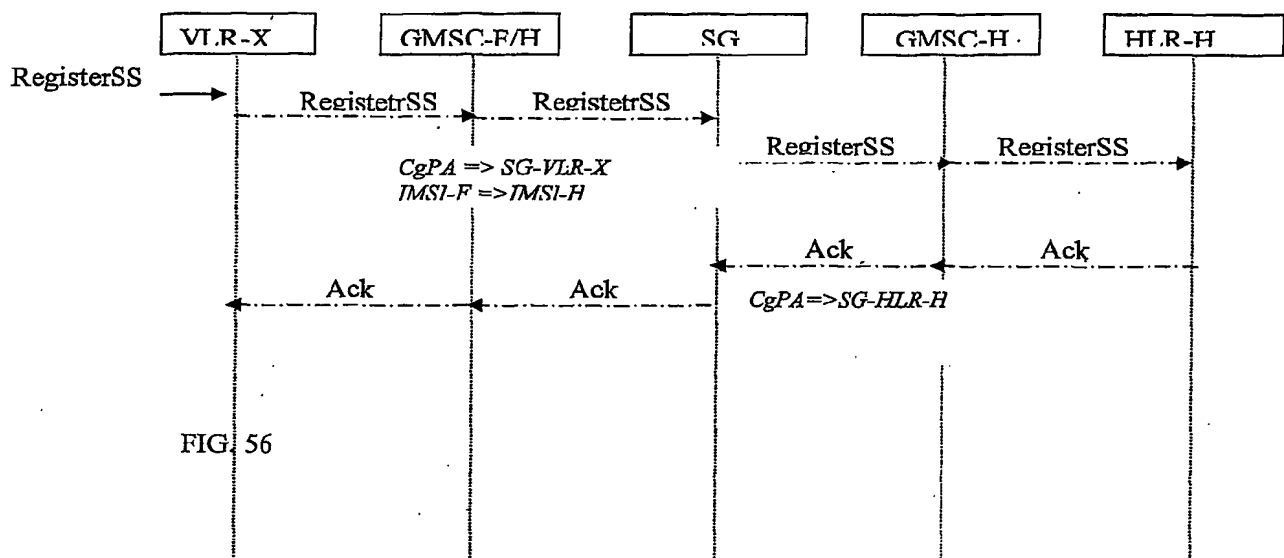 VLR-X GMSC-F/H SG GMSC-H HLR-H
RegisterSS
RegistetrSS RegistetrSS
RegisterSS RegisterSS
CgPA => SG-VLR-X
IMSI-F =>IMSI-H
Ack Ack
Ack Ack
CgPA=>SG-HLR-H
FIG. 56